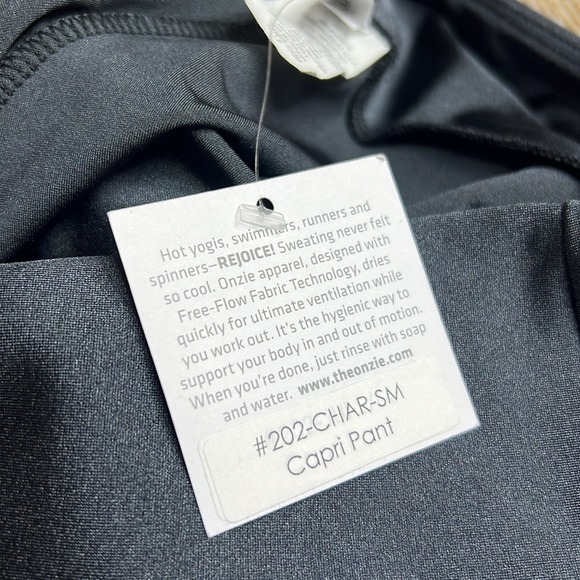 Hot yogis, swimmers, runners and
spinners–REJOICE! Sweating never felt
so cool. Onzie apparel, designed with
Free-Flow Fabric Technology, dries
quickly for ultimate ventilation while
you work out. It's the hygienic way to
support your body in and out of motion.
When you're done, just rinse with soap
and water. www.theonzie.com
#202-CHAR-SM
Capri Pant